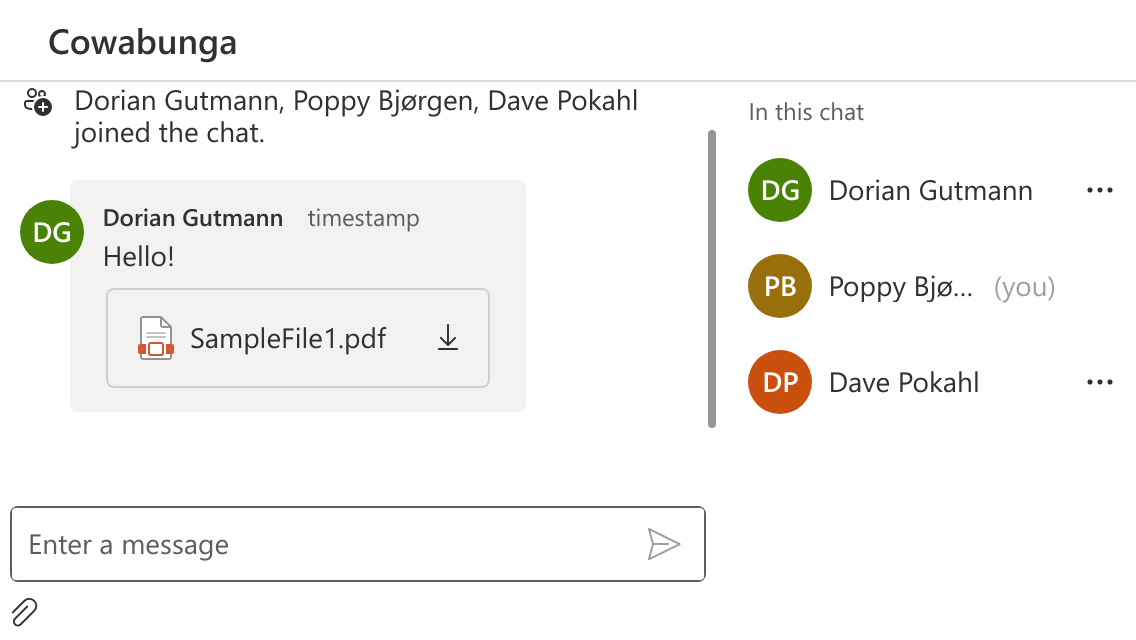 Cowabunga
Dorian Gutmann, Poppy Bjørgen, Dave Pokahl
joined the chat.
DG
Dorian Gutmann timestamp
Hello!
SampleFile1.pdf
Enter a message
In this chat
DG Dorian Gutmann
PB Poppy Bjø... (you)
DP Dave Pokahl